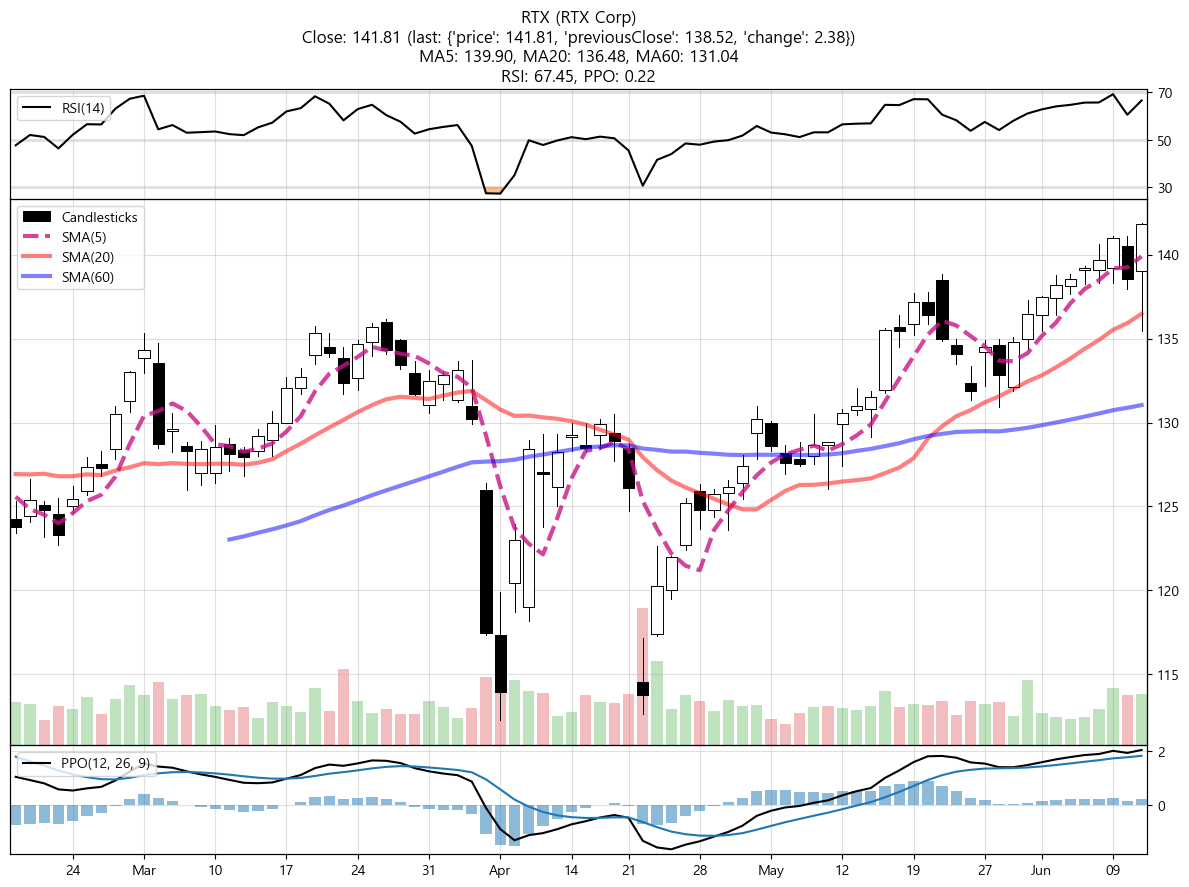 RTX (RTX Corp)
Close: 141.81 (last: {'price': 141.81, 'previousClose': 138.52, 'change': 2.38})
MA5: 139.90, MA20: 136.48, MA60: 131.04
RSI: 67.45, PPO: 0.22
RSI(14)
70
50
30
Candlesticks
SMA(5)
SMA(20)
SMA(60)
140
135
130
125
120
115
PPO(12, 26, 9)
2
0
24 Mar 10 17 24 31 Apr 14 21 28 May 12 19 27 Jun 09